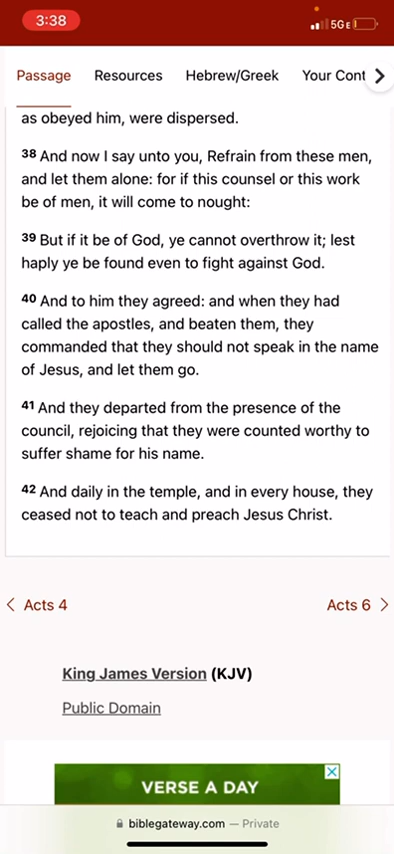 3:38
5GE
Passage Resources Hebrew/Greek Your Cont
as obeyed him, were dispersed.
38 And now I say unto you, Refrain from these men,
and let them alone: for if this counsel or this work
be of men, it will come to nought:
39 But if it be of God, ye cannot overthrow it; lest
haply ye be found even to fight against God.
40 And to him they agreed: and when they had
called the apostles, and beaten them, they
commanded that they should not speak in the name
of Jesus, and let them go.
41 And they departed from the presence of the
council, rejoicing that they were counted worthy to
suffer shame for his name.
42 And daily in the temple, and in every house, they
ceased not to teach and preach Jesus Christ.
Acts 4 Acts 6
King James Version (KJV)
Public Domain
VERSE A DAY
biblegateway.com — Private